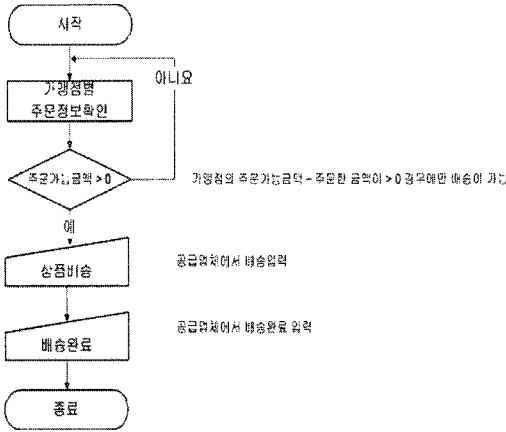 시작
아니요
가맹점별
주문정보확인
주문가능금액 > 0
가맹점의 주문가능금액 - 주문한 금액이 > 0 경우에만 배송이 가능
예
상품배송
공급업체에서 배송입력
배송완료
공급업체에서 배송완료 입력
종료